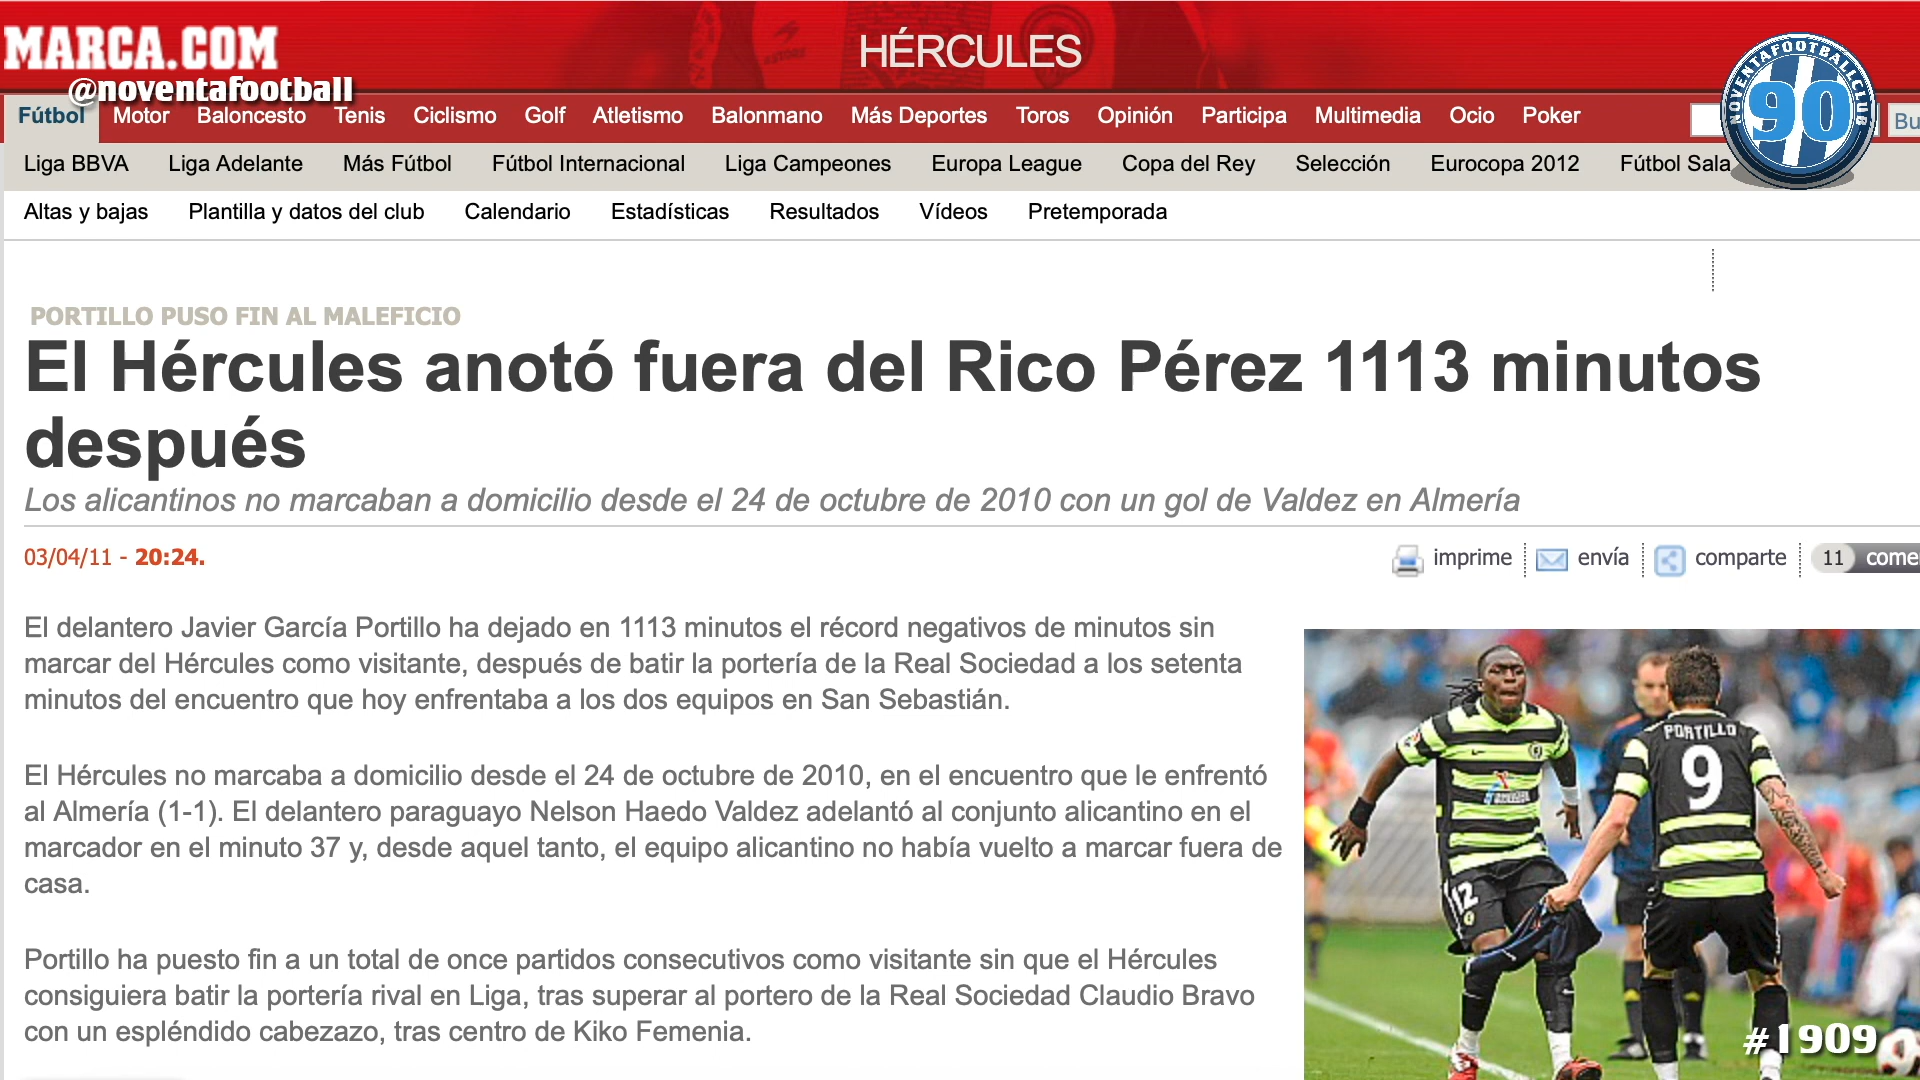 MARCA.COM
HÉRCULES
@noventafootball
NOVENTAFOOTBALLCLUB
90
Fútbol Motor Baloncesto Tenis Ciclismo Golf Atletismo Balonmano Más Deportes Toros Opinión Participa Multimedia Ocio Poker Bu
Liga BBVA Liga Adelante Más Fútbol Fútbol Internacional Liga Campeones Europa League Copa del Rey Selección Eurocopa 2012 Fútbol Sala
Altas y bajas Plantilla y datos del club Calendario Estadísticas Resultados Vídeos Pretemporada
PORTILLO PUSO FIN AL MALEFICIO
El Hércules anotó fuera del Rico Pérez 1113 minutos
después
Los alicantinos no marcaban a domicilio desde el 24 de octubre de 2010 con un gol de Valdez en Almería
03/04/11 - 20:24.
imprime envía comparte 11 come
El delantero Javier García Portillo ha dejado en 1113 minutos el récord negativos de minutos sin
marcar del Hércules como visitante, después de batir la portería de la Real Sociedad a los setenta
minutos del encuentro que hoy enfrentaba a los dos equipos en San Sebastián.
El Hércules no marcaba a domicilio desde el 24 de octubre de 2010, en el encuentro que le enfrentó
al Almería (1-1). El delantero paraguayo Nelson Haedo Valdez adelantó al conjunto alicantino en el
marcador en el minuto 37 y, desde aquel tanto, el equipo alicantino no había vuelto a marcar fuera de
casa.
Portillo ha puesto fin a un total de once partidos consecutivos como visitante sin que el Hércules
consiguiera batir la portería rival en Liga, tras superar al portero de la Real Sociedad Claudio Bravo
con un espléndido cabezazo, tras centro de Kiko Femenia.
PORTILLO
9
12
#1909